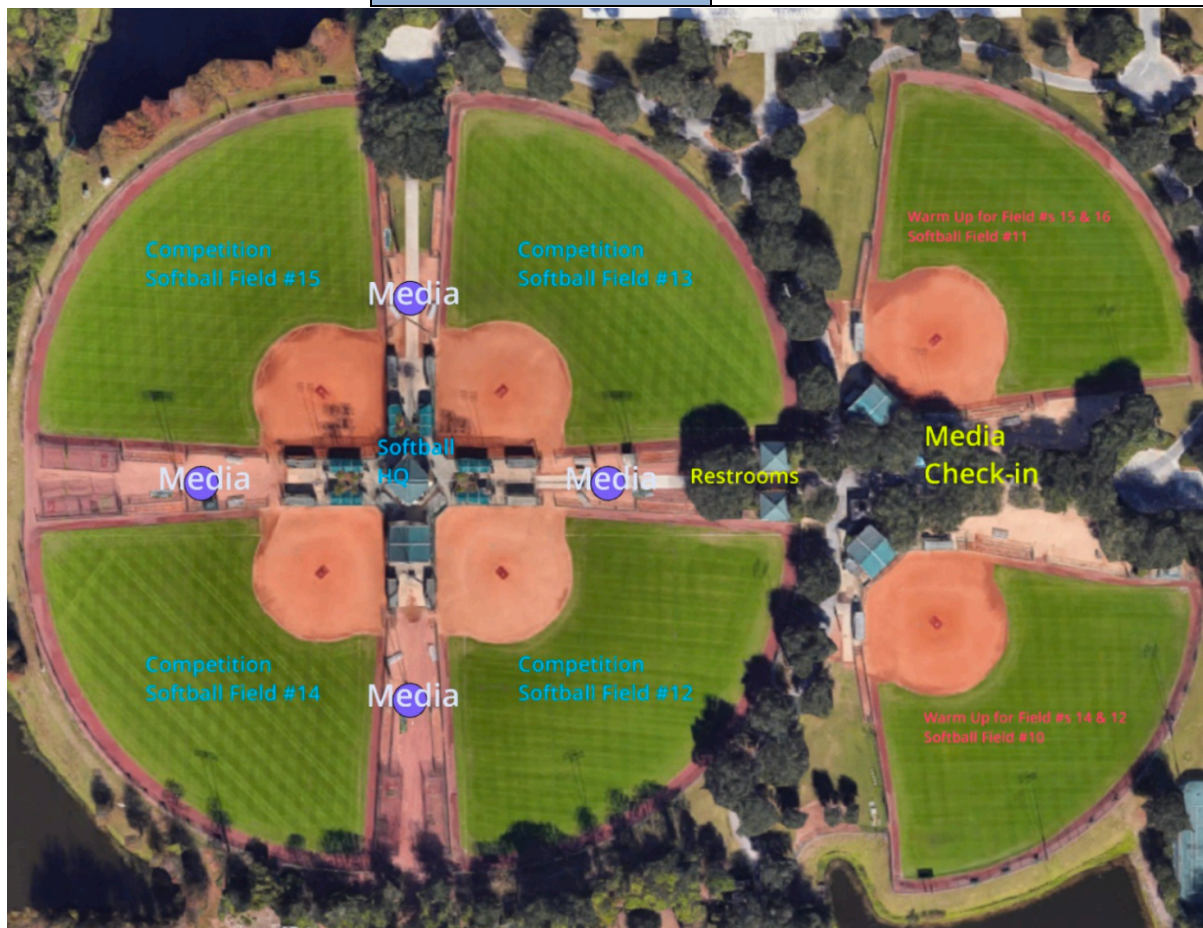 Competition
Softball Field #15
Competition
Softball Field #13
Warm Up for Field #s 15 & 16
Softball Field #11
Media
Softball
HQ
Media
Media
Restrooms
Media
Check-in
Competition
Softball Field #14
Competition
Softball Field #12
Media
Warm Up for Field #s 14 & 12
Softball Field #10